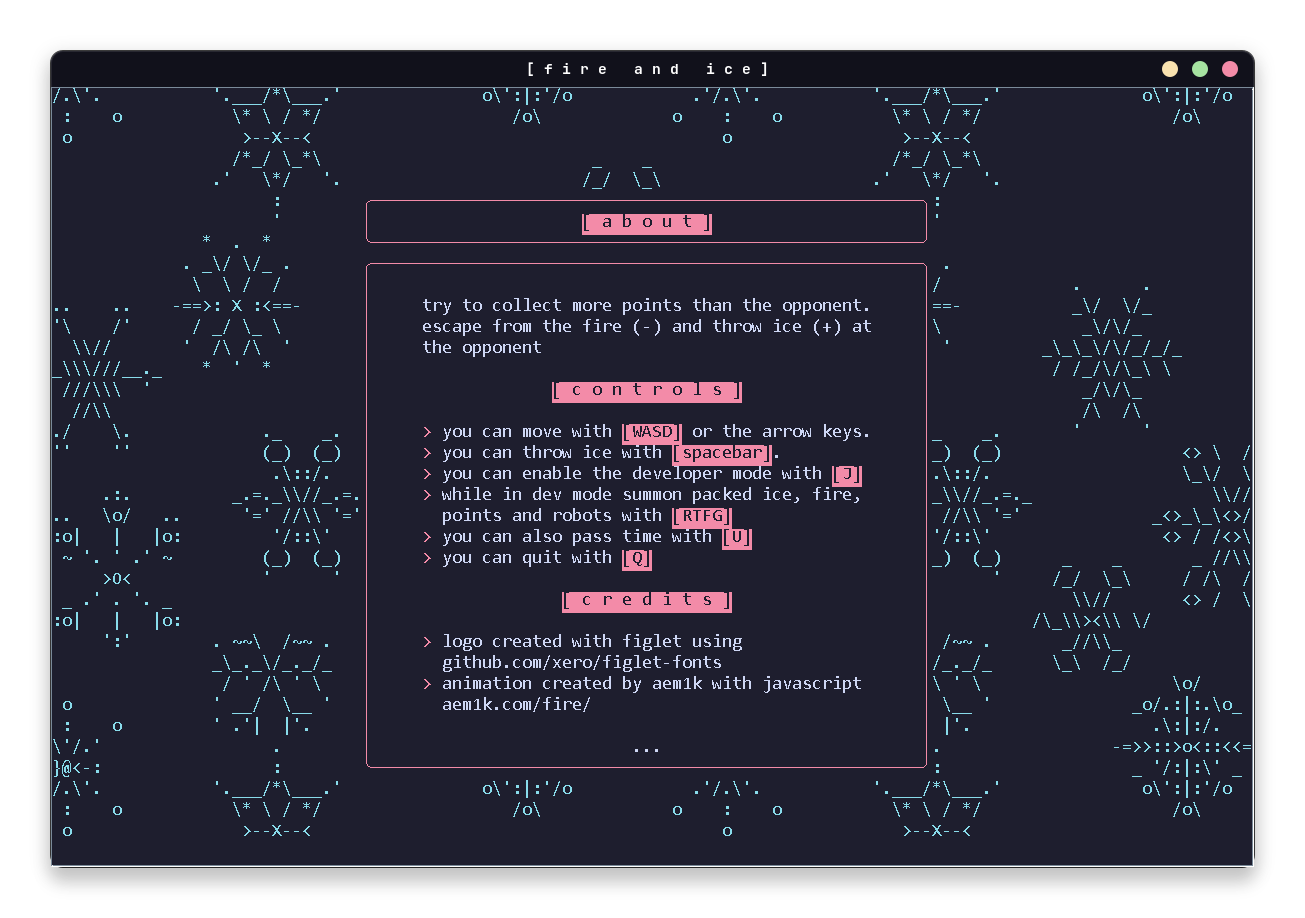 [ f i r e   a n d   i c e ]
[ a b o u t ]
try to collect more points than the opponent.
escape from the fire (-) and throw ice (+) at
the opponent
[ c o n t r o l s ]
> you can move with [WASD] or the arrow keys.
> you can throw ice with [spacebar].
> you can enable the developer mode with [J]
> while in dev mode summon packed ice, fire,
points and robots with [RTFG]
> you can also pass time with [U]
> you can quit with [Q]
[ c r e d i t s ]
> logo created with figlet using
github.com/xero/figlet-fonts
> animation created by aem1k with javascript
aem1k.com/fire/
...